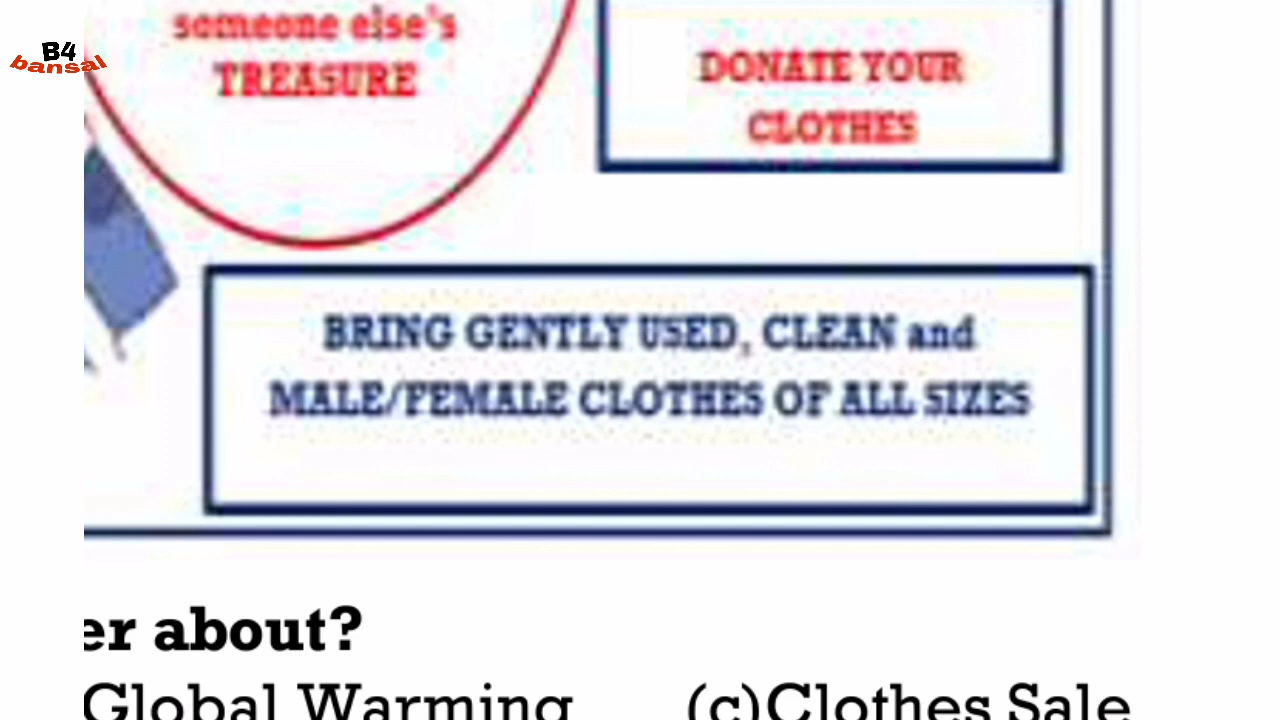 B4
bansal
someone else's
TREASURE
DONATE YOUR
CLOTHES
BRING GENTLY USED, CLEAN and
MALE/FEMALE CLOTHES OF ALL SIZES
er about?
Global Warming
(c)Clothes Sale